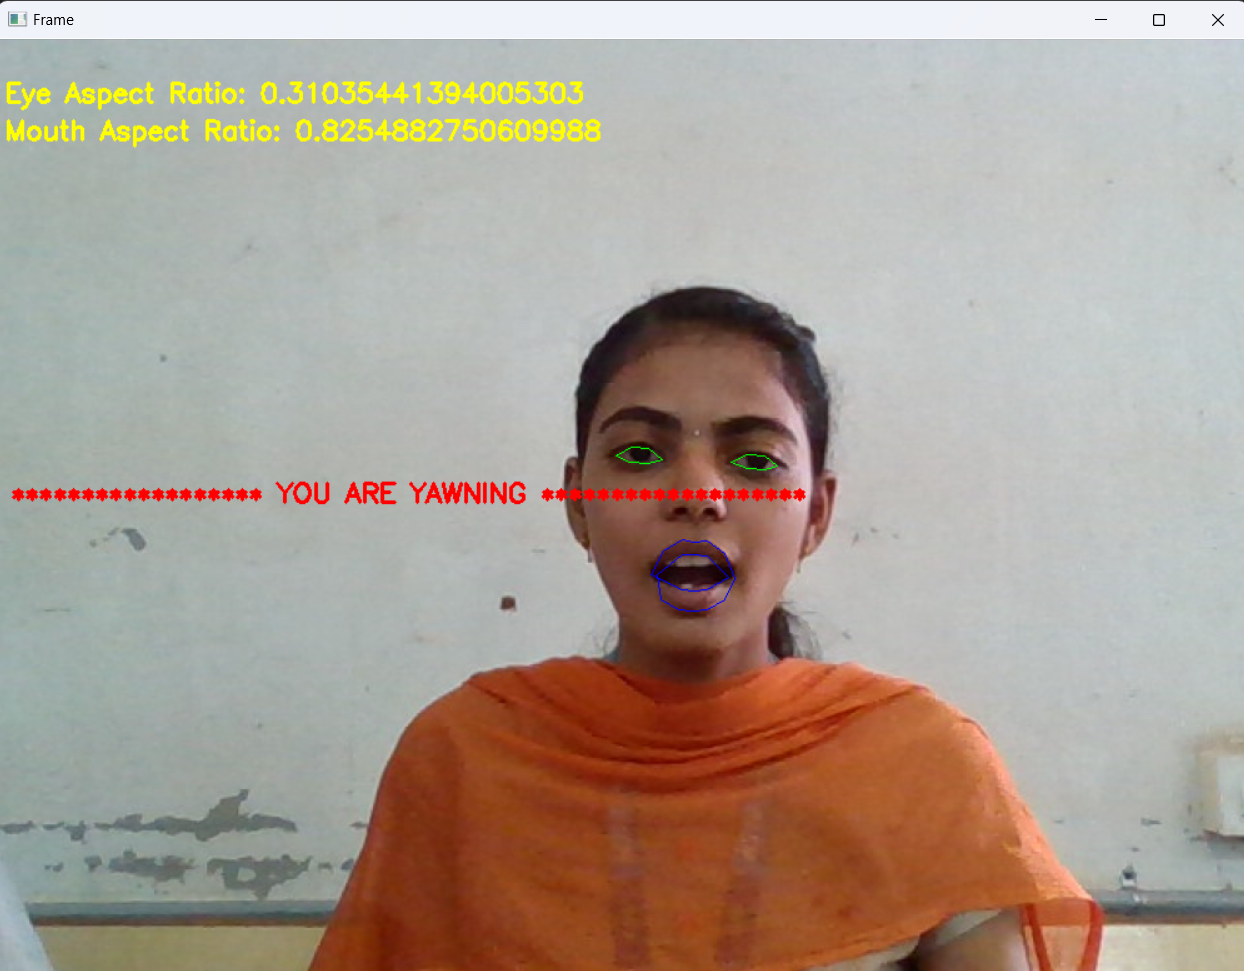 Frame
Eye Aspect Ratio: 0.31035441394005303
Mouth Aspect Ratio: 0.8254882750609988
****************** YOU ARE YAWNING *******************